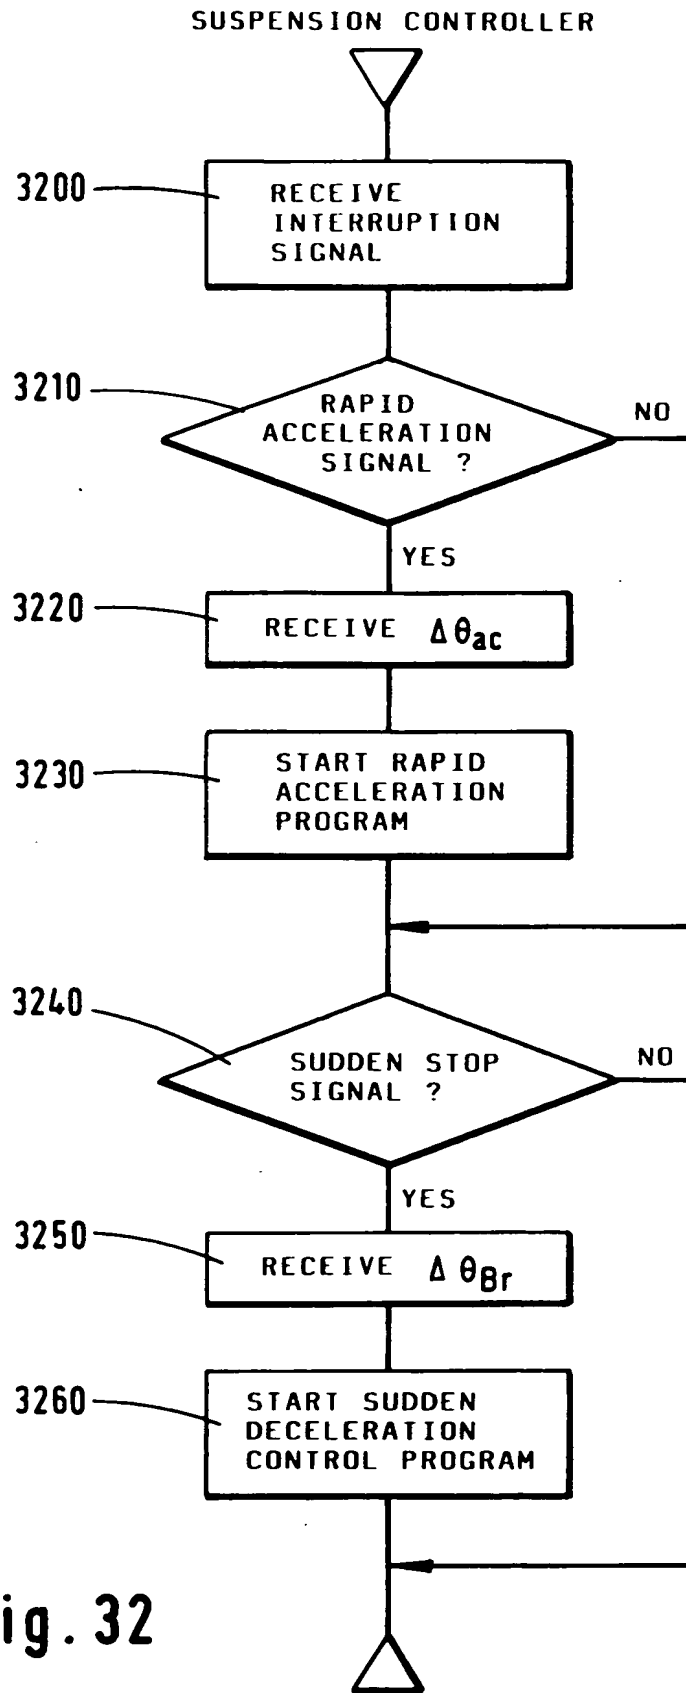 SUSPENSION CONTROLLER
3200
RECEIVE
INTERRUPTION
SIGNAL
3210
RAPID
ACCELERATION
SIGNAL ?
NO
YES
3220
RECEIVE Δθac
3230
START RAPID
ACCELERATION
PROGRAM
3240
SUDDEN STOP
SIGNAL ?
NO
YES
3250
RECEIVE Δ θBr
3260
START SUDDEN
DECELERATION
CONTROL PROGRAM
ig. 32